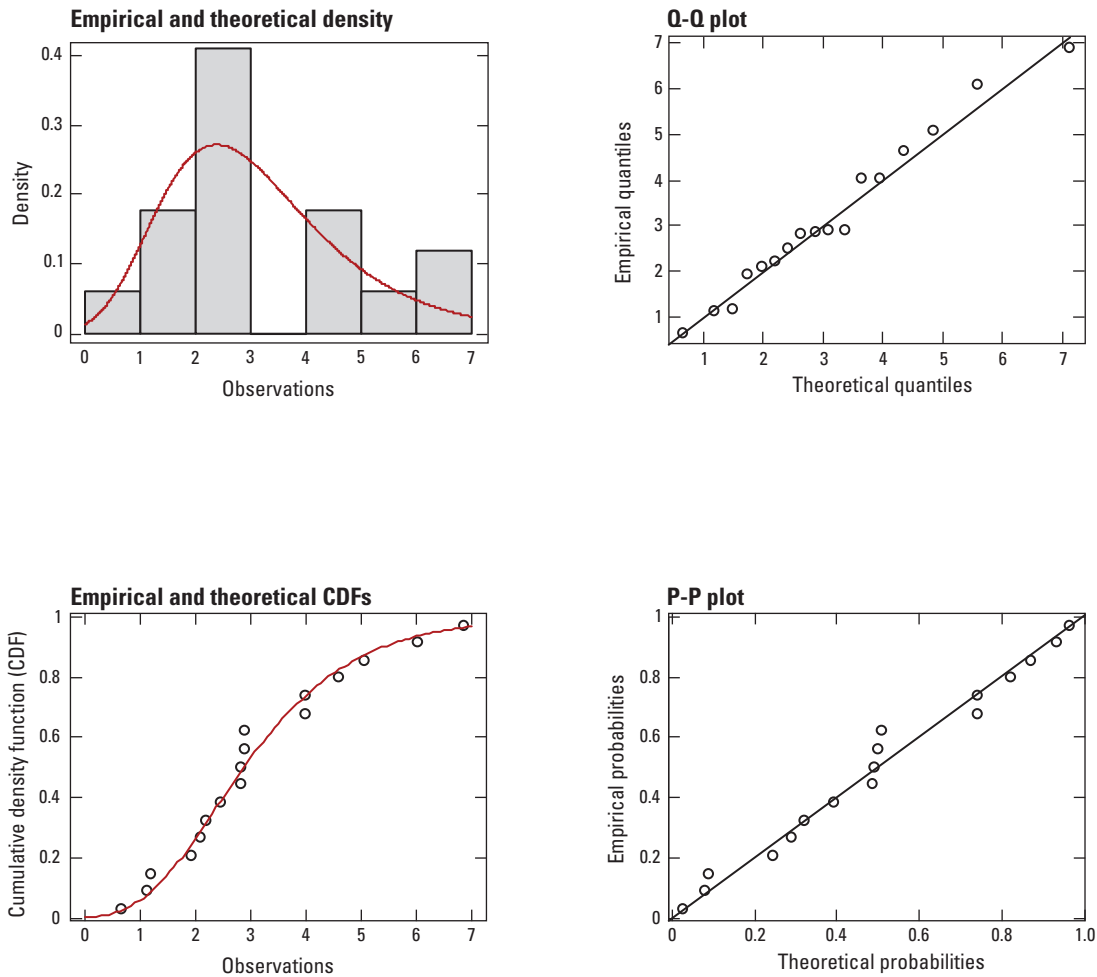 Empirical and theoretical density
0.4
0.3
0.2
0.1
0
Density
0 1 2 3 4 5 6 7
Observations
Q-Q plot
7
6
5
4
3
2
1
Empirical quantiles
1 2 3 4 5 6 7
Theoretical quantiles
Empirical and theoretical CDFs
1
0.8
0.6
0.4
0.2
0
Cumulative density function (CDF)
0 1 2 3 4 5 6 7
Observations
P-P plot
1
0.8
0.6
0.4
0.2
0
Empirical probabilities
0 0.2 0.4 0.6 0.8 1.0
Theoretical probabilities